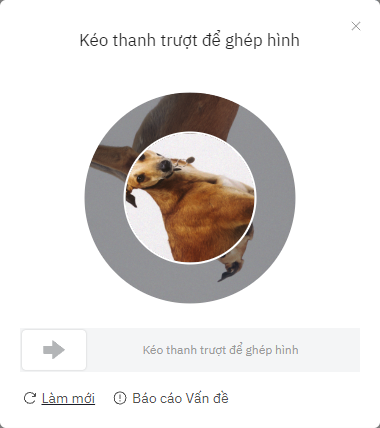 Kéo thanh trượt để ghép hình
Kéo thanh trượt để ghép hình
Làm mới
Báo cáo Vấn đề